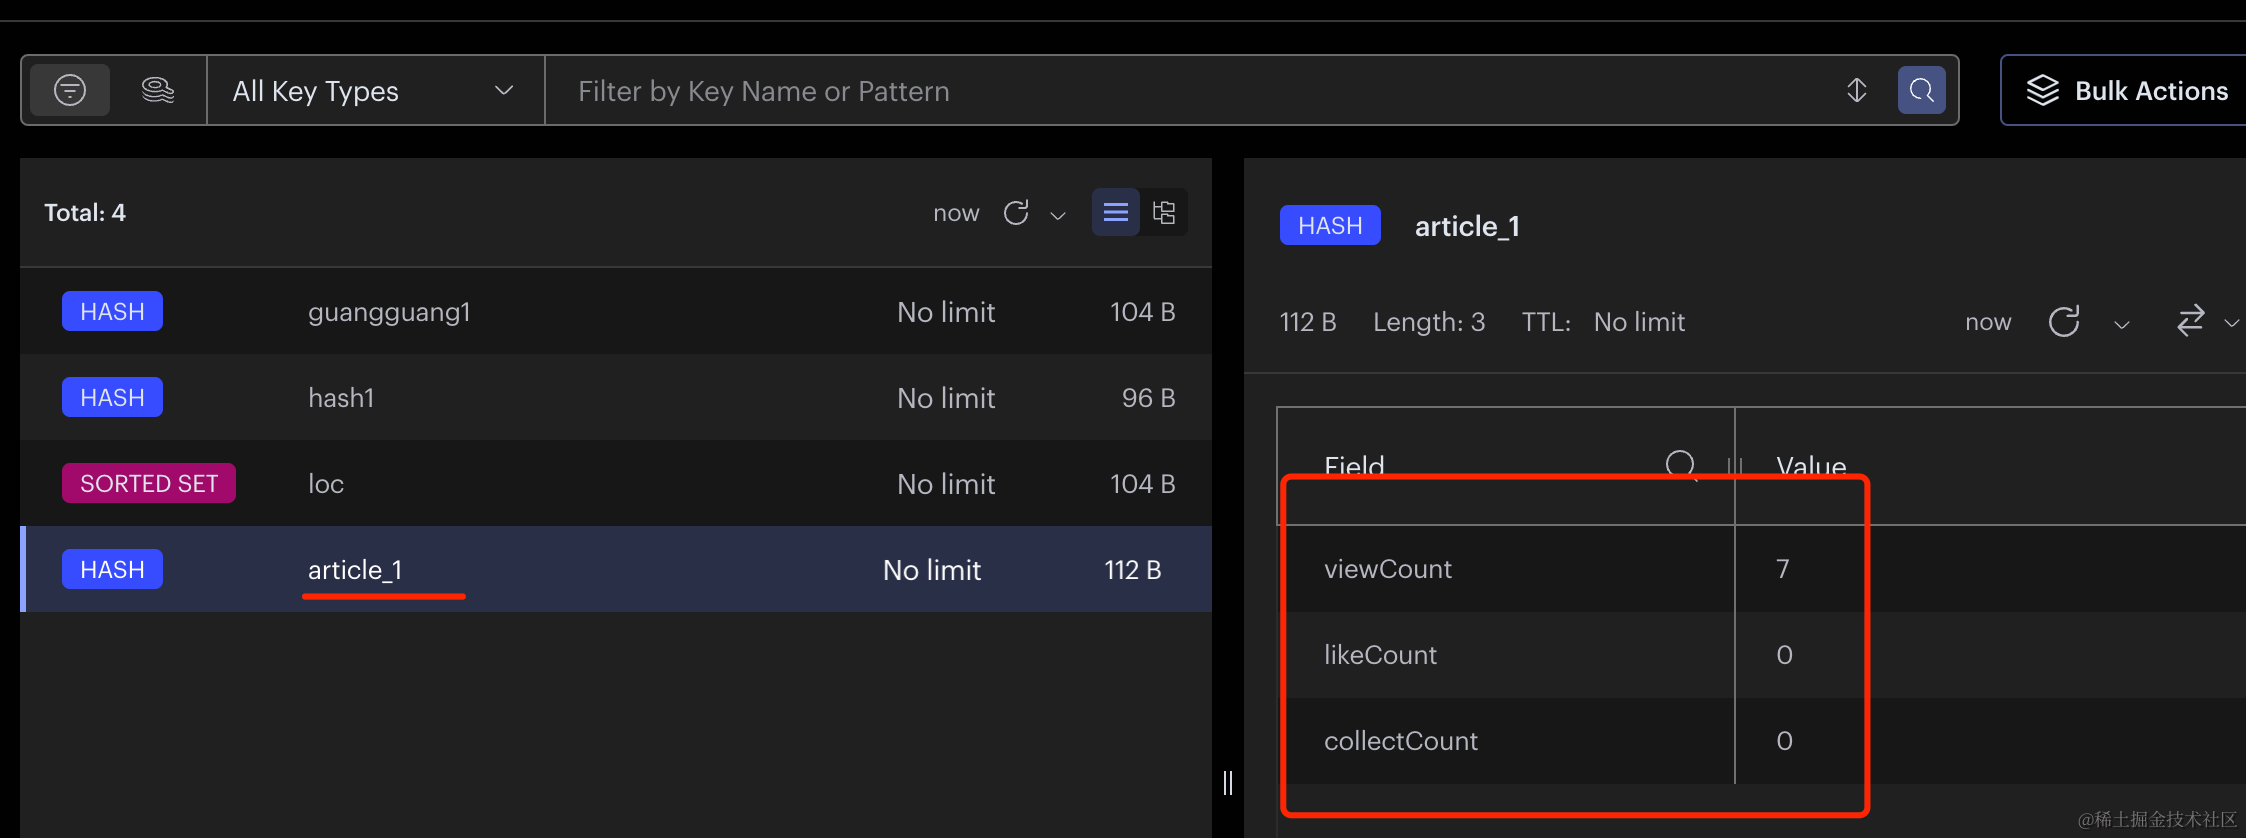 All Key Types
Filter by Key Name or Pattern
Bulk Actions
Total: 4
now
HASH guangguang1 No limit 104 B
HASH hash1 No limit 96 B
SORTED SET loc No limit 104 B
HASH article_1 No limit 112 B
HASH article_1
112 B Length: 3 TTL: No limit now
Field Value
viewCount 7
likeCount 0
collectCount 0
@稀土掘金技术社区